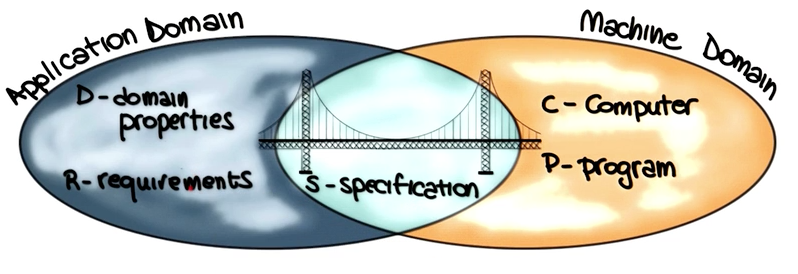 Application Domain
Machine Domain
D - domain
properties
R - requirements
S - specification
C - Computer
P - program